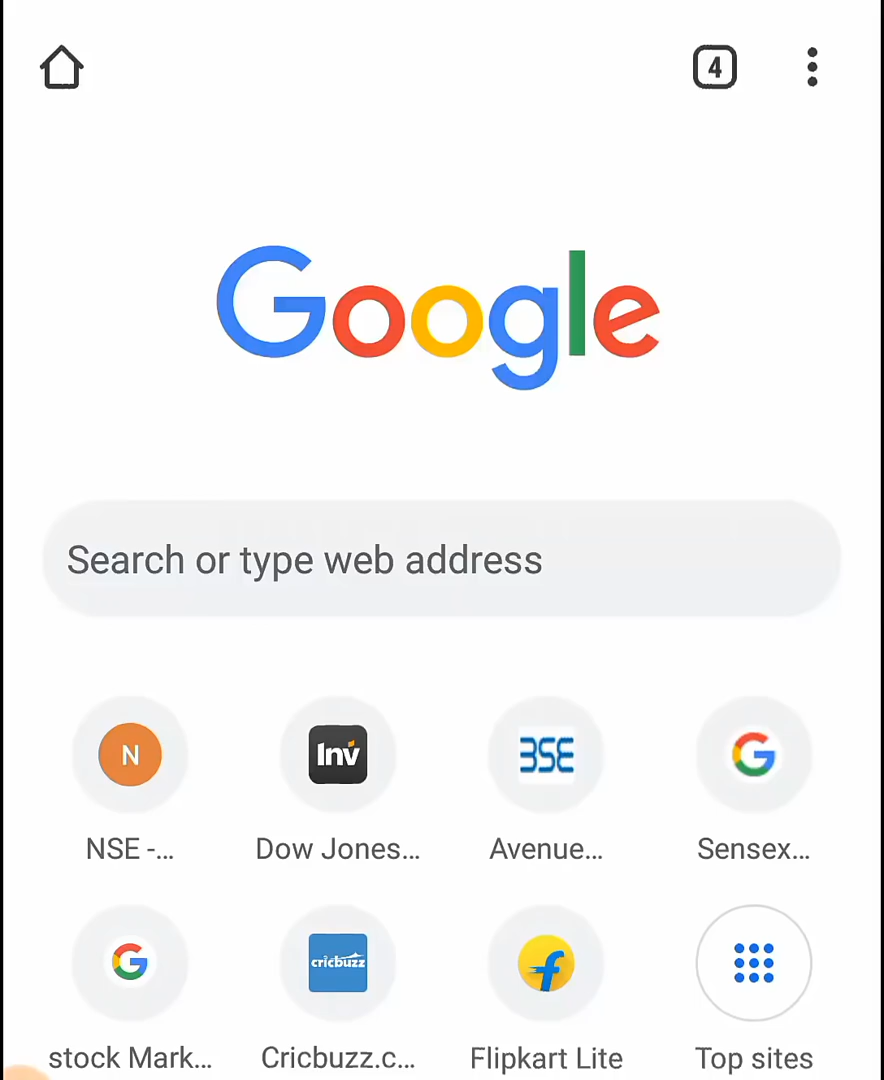 4
Google
Search or type web address
N
Inv
BSE
G
NSE -...
Dow Jones...
Avenue...
Sensex...
G
cricbuzz
f
stock Mark...
Cricbuzz.c...
Flipkart Lite
Top sites